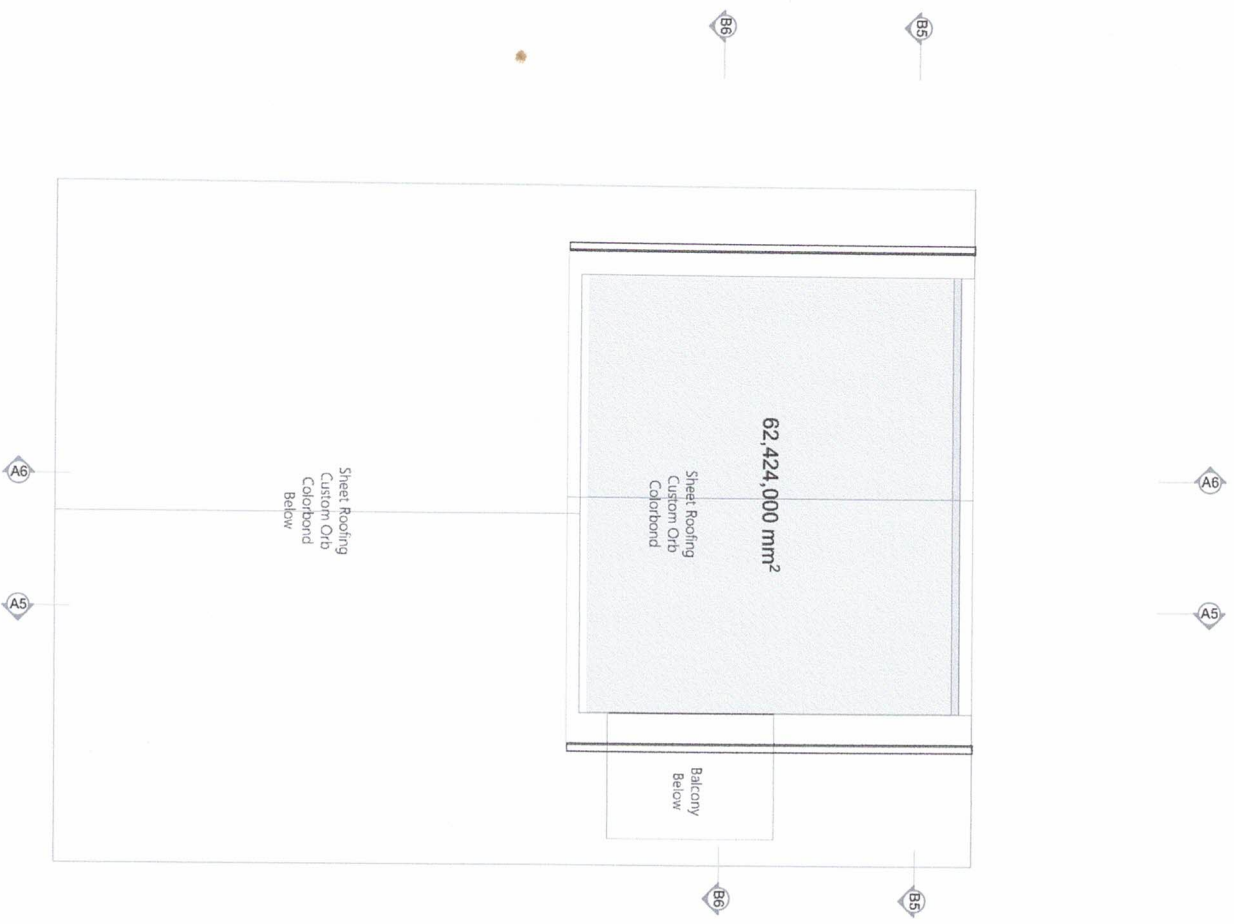 B6
B5
A6
A6
A5
A5
62,424,000 mm²
Sheet Roofing
Custom Orb
Colorbond
Sheet Roofing
Custom Orb
Colorbond
Below
Balcony
Below
B6
B5